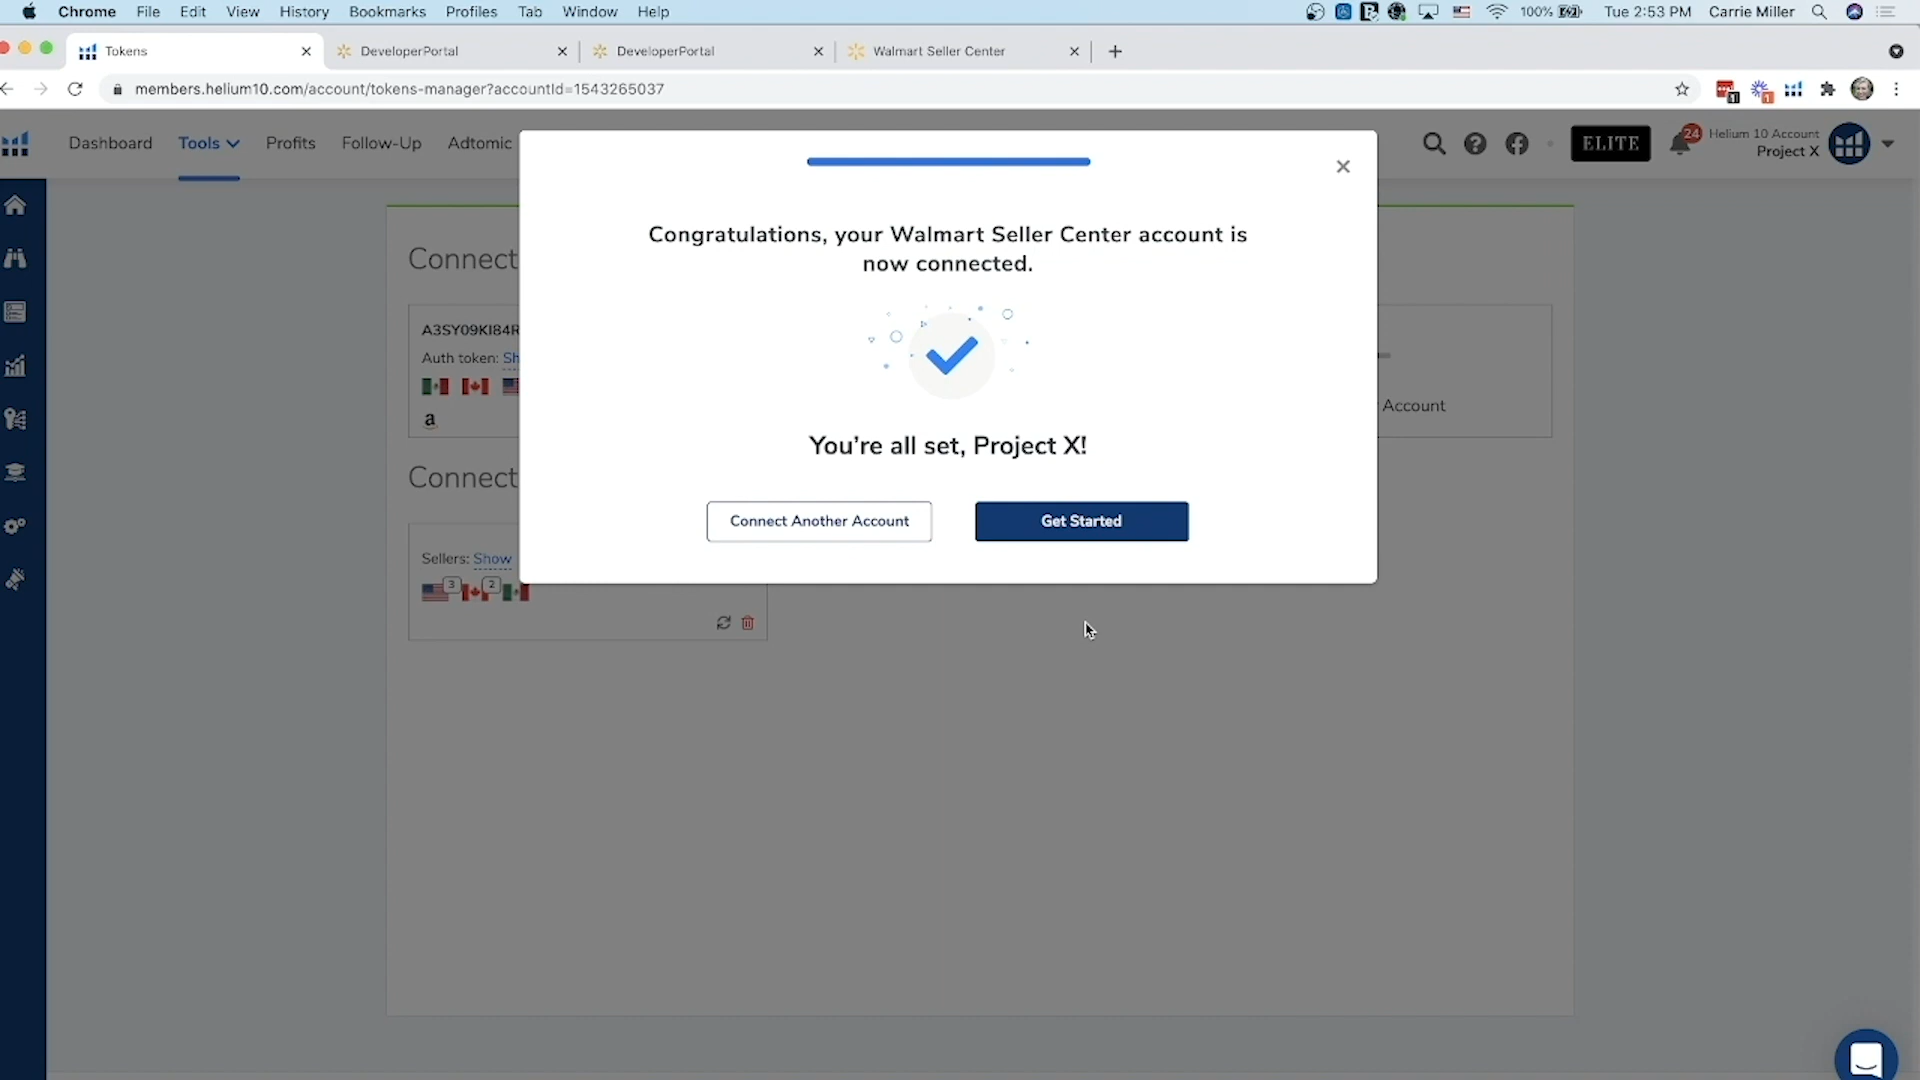 Chrome File Edit View History Bookmarks Profiles Tab Window Help 100% Tue 2:53 PM Carrie Miller
Tokens DeveloperPortal DeveloperPortal Walmart Seller Center
members.helium10.com/account/tokens-manager?accountId=1543265037
Dashboard Tools Profits Follow-Up Adtomic ELITE 24 Helium 10 Account
Project X
Congratulations, your Walmart Seller Center account is
now connected.
Connect
A3SY09KI84R
Auth token: Sh
a
Account
You're all set, Project X!
Connect
Connect Another Account Get Started
Sellers: Show
3 2